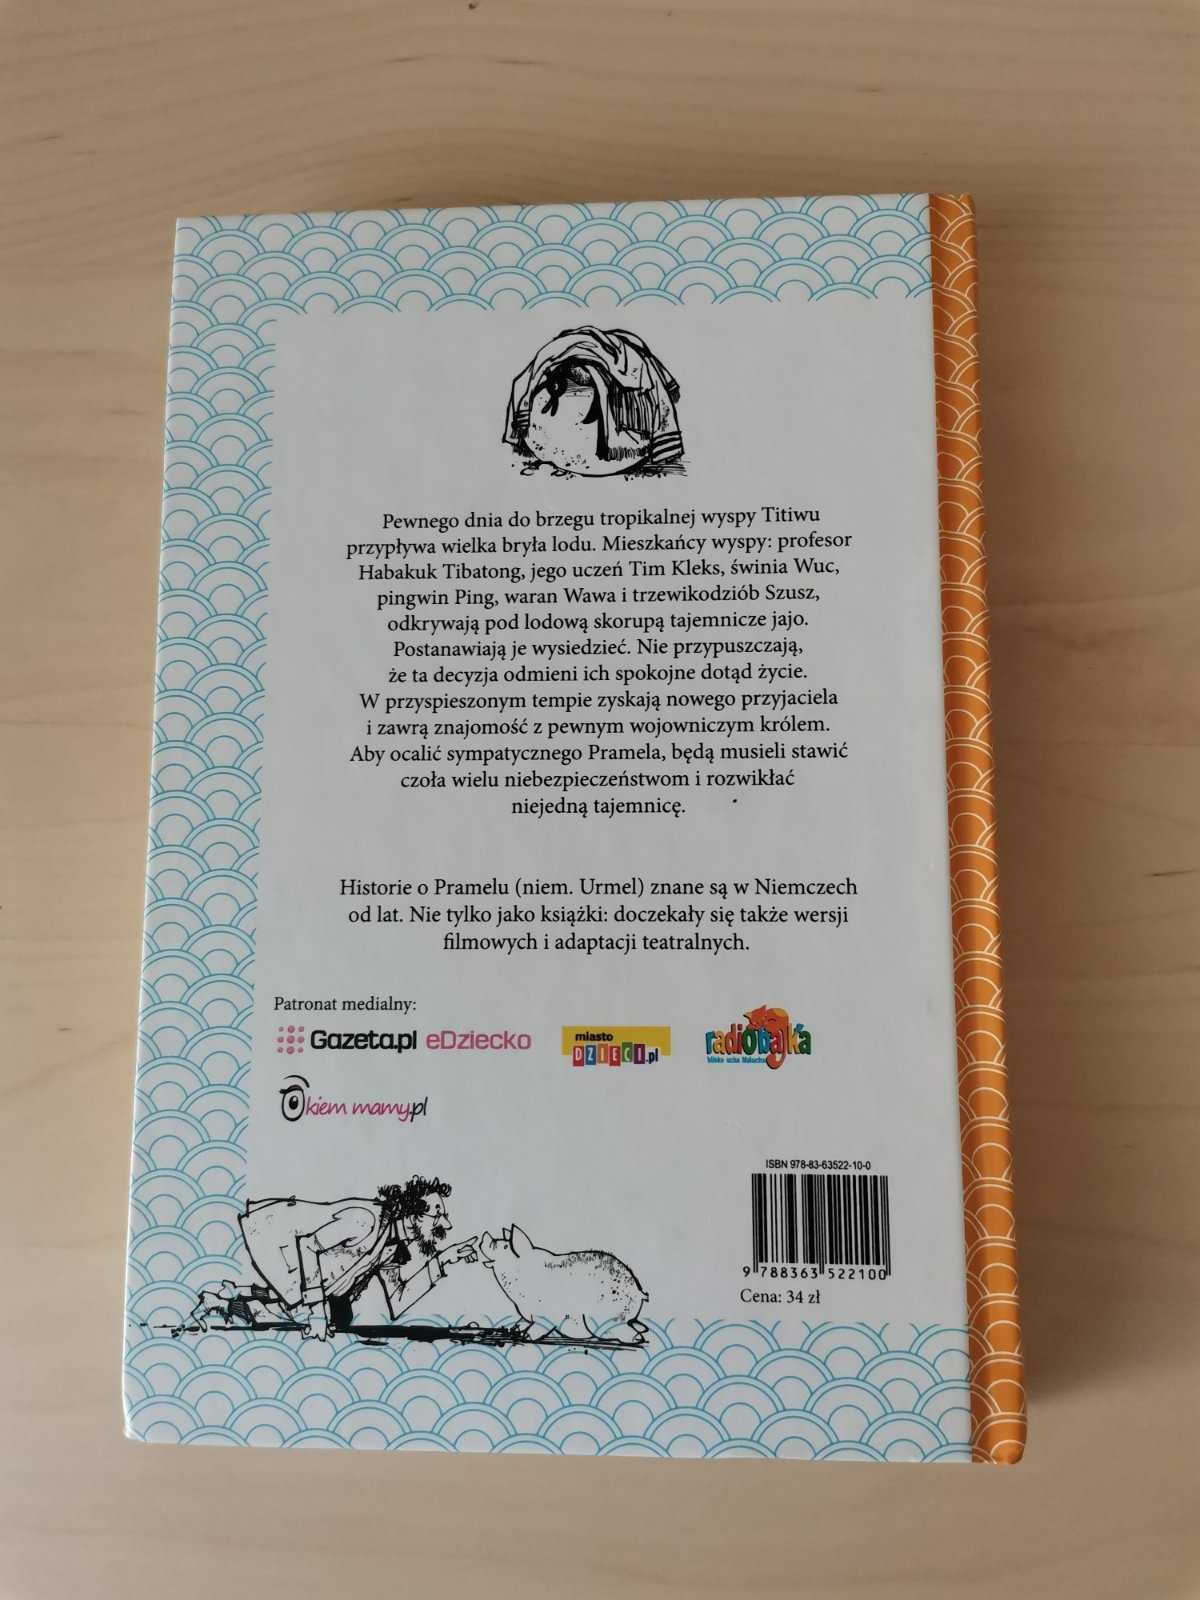 Pewnego dnia do brzegu tropikalnej wyspy Titiwu
przypływa wielka bryła lodu. Mieszkańcy wyspy: profesor
Habakuk Tibatong, jego uczeń Tim Kleks, świnia Wuc,
pingwin Ping, waran Wawa i trzewikodziób Szusz,
odkrywają pod lodową skorupą tajemnicze jajo.
Postanawiają je wysiedzieć. Nie przypuszczają,
że ta decyzja odmieni ich spokojne dotąd życie.
W przyspieszonym tempie zyskają nowego przyjaciela
i zawrą znajomość z pewnym wojowniczym królem.
Aby ocalić sympatycznego Pramela, będą musieli stawić
czoła wielu niebezpieczeństwom i rozwikłać
niejedną tajemnicę.
Historie o Pramelu (niem. Urmel) znane są w Niemczech
od lat. Nie tylko jako książki: doczekały się także wersji
filmowych i adaptacji teatralnych.
Patronat medialny:
Gazeta.pl eDziecko
miasto
DZIECI.pl
radiobajka
blisko ucha Malucha
Okiem mamy.pl
ISBN 978-83-63522-10-0
9 788363 522100
Cena: 34 zł